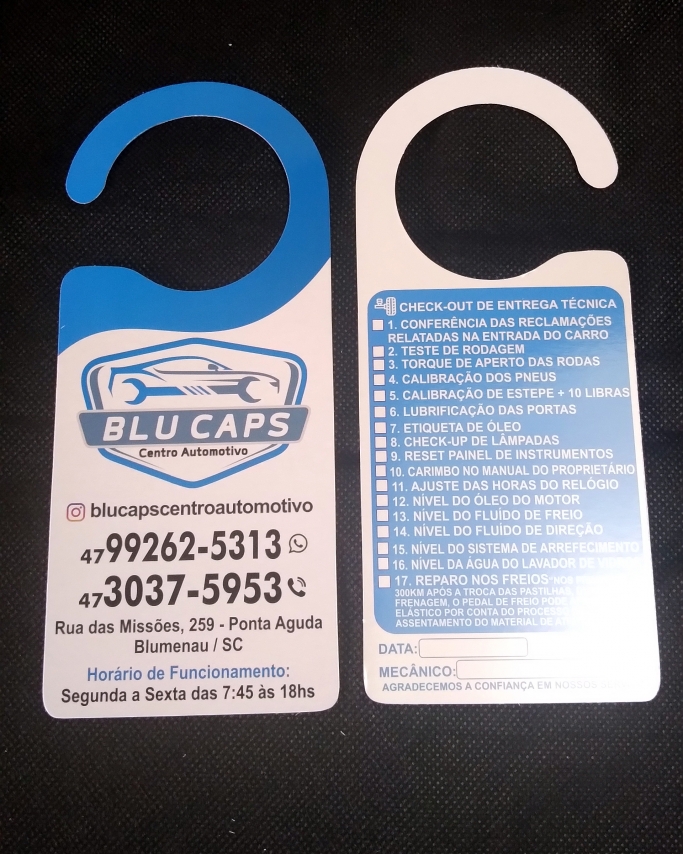 BLU CAPS
Centro Automotivo
blucapscentroautomotivo
47 99262-5313
47 3037-5953
Rua das Missões, 259 - Ponta Aguda
Blumenau / SC
Horário de Funcionamento:
Segunda a Sexta das 7:45 às 18hs
CHECK-OUT DE ENTREGA TÉCNICA
1. CONFERÊNCIA DAS RECLAMAÇÕES
RELATADAS NA ENTRADA DO CARRO
2. TESTE DE RODAGEM
3. TORQUE DE APERTO DAS RODAS
4. CALIBRAÇÃO DOS PNEUS
5. CALIBRAÇÃO DE ESTEPE + 10 LIBRAS
6. LUBRIFICAÇÃO DAS PORTAS
7. ETIQUETA DE ÓLEO
8. CHECK-UP DE LÂMPADAS
9. RESET PAINEL DE INSTRUMENTOS
10. CARIMBO NO MANUAL DO PROPRIETÁRIO
11. AJUSTE DAS HORAS DO RELÓGIO
12. NÍVEL DO ÓLEO DO MOTOR
13. NÍVEL DO FLUÍDO DE FREIO
14. NÍVEL DO FLUÍDO DE DIREÇÃO
15. NÍVEL DO SISTEMA DE ARREFECIMENTO
16. NÍVEL DA ÁGUA DO LAVADOR DE
17. REPARO NOS FREIOS *NOS
300KM APÓS A TROCA DAS PASTILHAS
FRENAGEM, O PEDAL DE FREIO PODE
ELÁSTICO POR CONTA DO PROCESSO
ASSENTAMENTO DO MATERIAL DE
DATA:
MECÂNICO:
AGRADECEMOS A CONFIANÇA EM NOSSOS